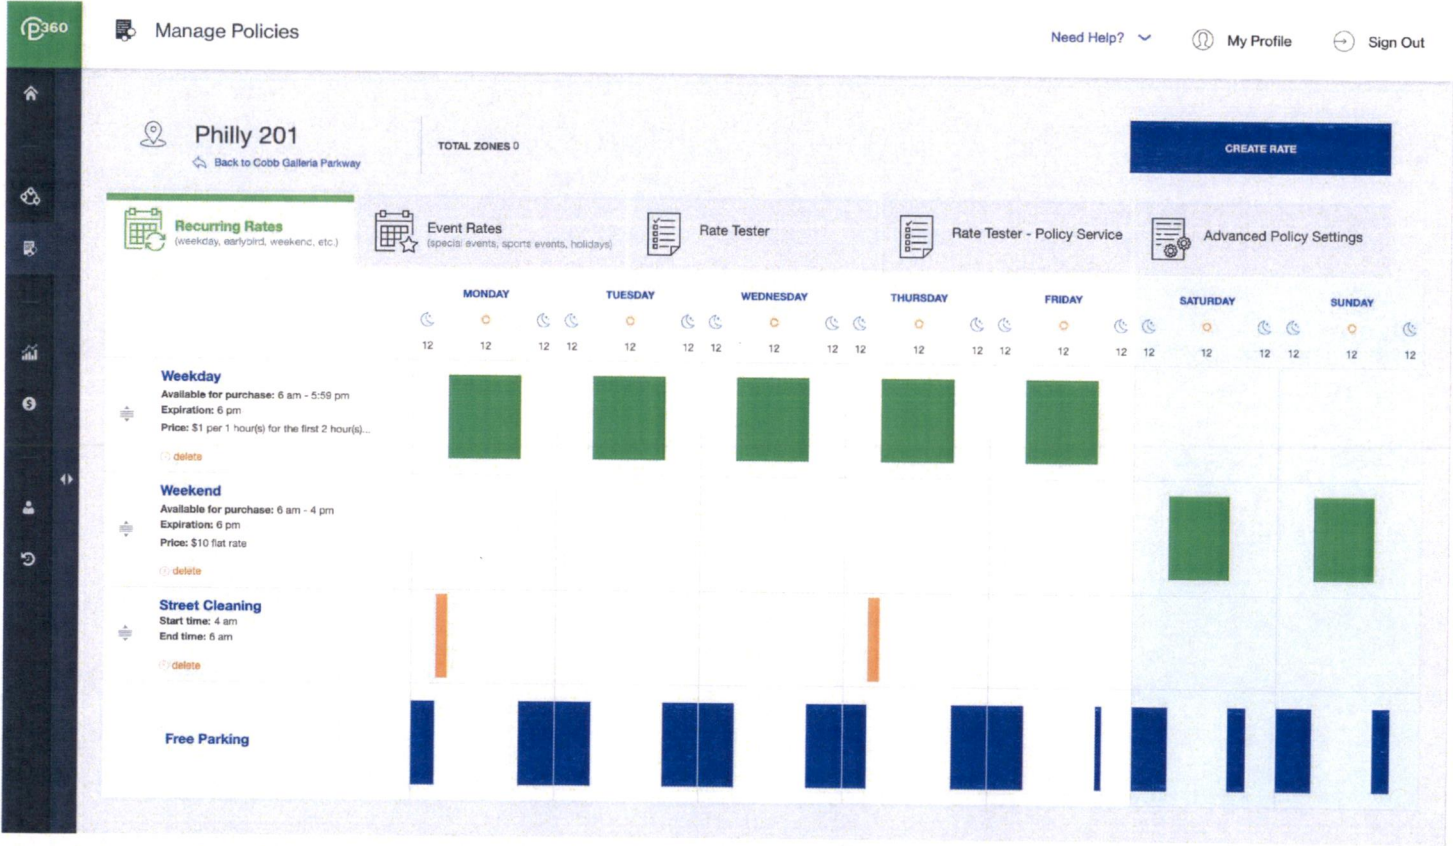 P360
Manage Policies
Need Help?
My Profile
Sign Out
Philly 201
Back to Cobb Galleria Parkway
TOTAL ZONES 0
CREATE RATE
Recurring Rates
(weekday, earlybird, weekend, etc.)
Event Rates
(special events, sports events, holidays)
Rate Tester
Rate Tester - Policy Service
Advanced Policy Settings
MONDAY TUESDAY WEDNESDAY THURSDAY FRIDAY SATURDAY SUNDAY
12 12 12 12 12 12 12 12 12 12 12 12 12 12 12 12 12 12 12 12 12
Weekday
Available for purchase: 6 am - 5:59 pm
Expiration: 6 pm
Price: $1 per 1 hour(s) for the first 2 hour(s)...
delete
Weekend
Available for purchase: 6 am - 4 pm
Expiration: 6 pm
Price: $10 flat rate
delete
Street Cleaning
Start time: 4 am
End time: 6 am
delete
Free Parking